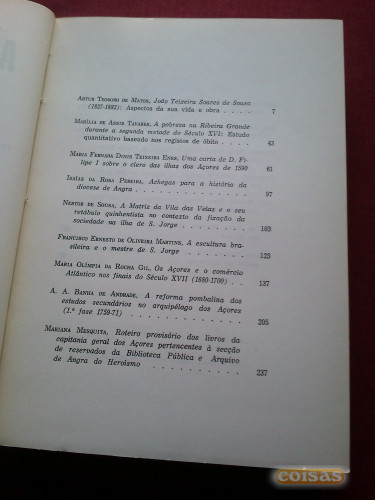 ARTUR TEODORO DE MATOS, João Teixeira Soares de Sousa
(1827-1882): Aspectos da sua vida e obra . . . . 7
MARÍLIA DE ASSIS TAVARES, A pobreza na Ribeira Grande
durante a segunda metade do Século XVI: Estudo
quantitativo baseado nos registos de óbito . . . . 43
MARIA FERNANDA DINIS TEIXEIRA ENES, Uma carta de D. Fi-
lipe I sobre o clero das ilhas dos Açores de 1590 61
ISAÍAS DA ROSA PEREIRA, Achegas para a história da
diocese de Angra . . . . . . . . . . 97
NESTOR DE SOUSA, A Matriz da Vila das Velas e o seu
retábulo quinhentista no contexto da fixação da
sociedade na ilha de S. Jorge . . . . . . . 103
FRANCISCO ERNESTO DE OLIVEIRA MARTINS, A escultura bra-
sileira e o mestre de S. Jorge . . . . . . . 123
MARIA OLÍMPIA DA ROCHA GIL, Os Açores e o comércio
Atlântico nos finais do Século XVII (1680-1700) . . 137
A. A. BANHA DE ANDRADE, A reforma pombalina dos
estudos secundários no arquipélago dos Açores
(1.ª fase 1759-71) . . . . . . . . . . 205
MARIANA MESQUITA, Roteiro provisório dos livros da
capitania geral dos Açores pertencentes à secção
de reservados da Biblioteca Pública e Arquivo
de Angra do Heroísmo . . . . . . . . . 237
coisas